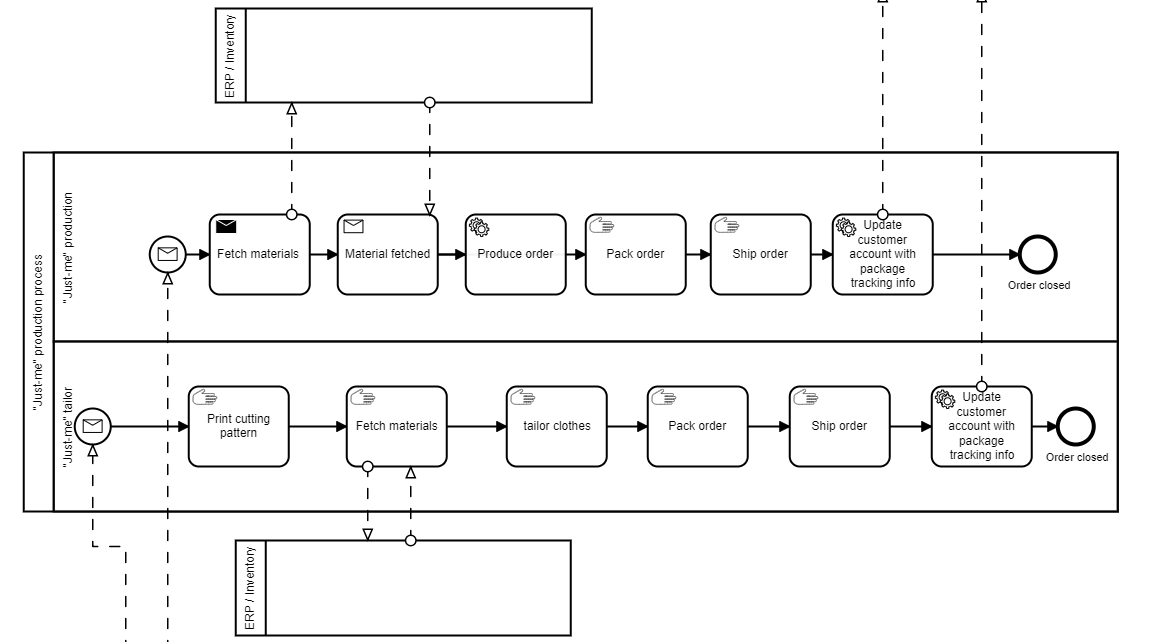 ERP / Inventory
"Just-me" production process
"Just-me" production
Fetch materials
Material fetched
Produce order
Pack order
Ship order
Update
customer
account with
package
tracking info
Order closed
"Just-me" tailor
Print cutting
pattern
Fetch materials
tailor clothes
Pack order
Ship order
Update
customer
account with
package
tracking info
Order closed
ERP / Inventory